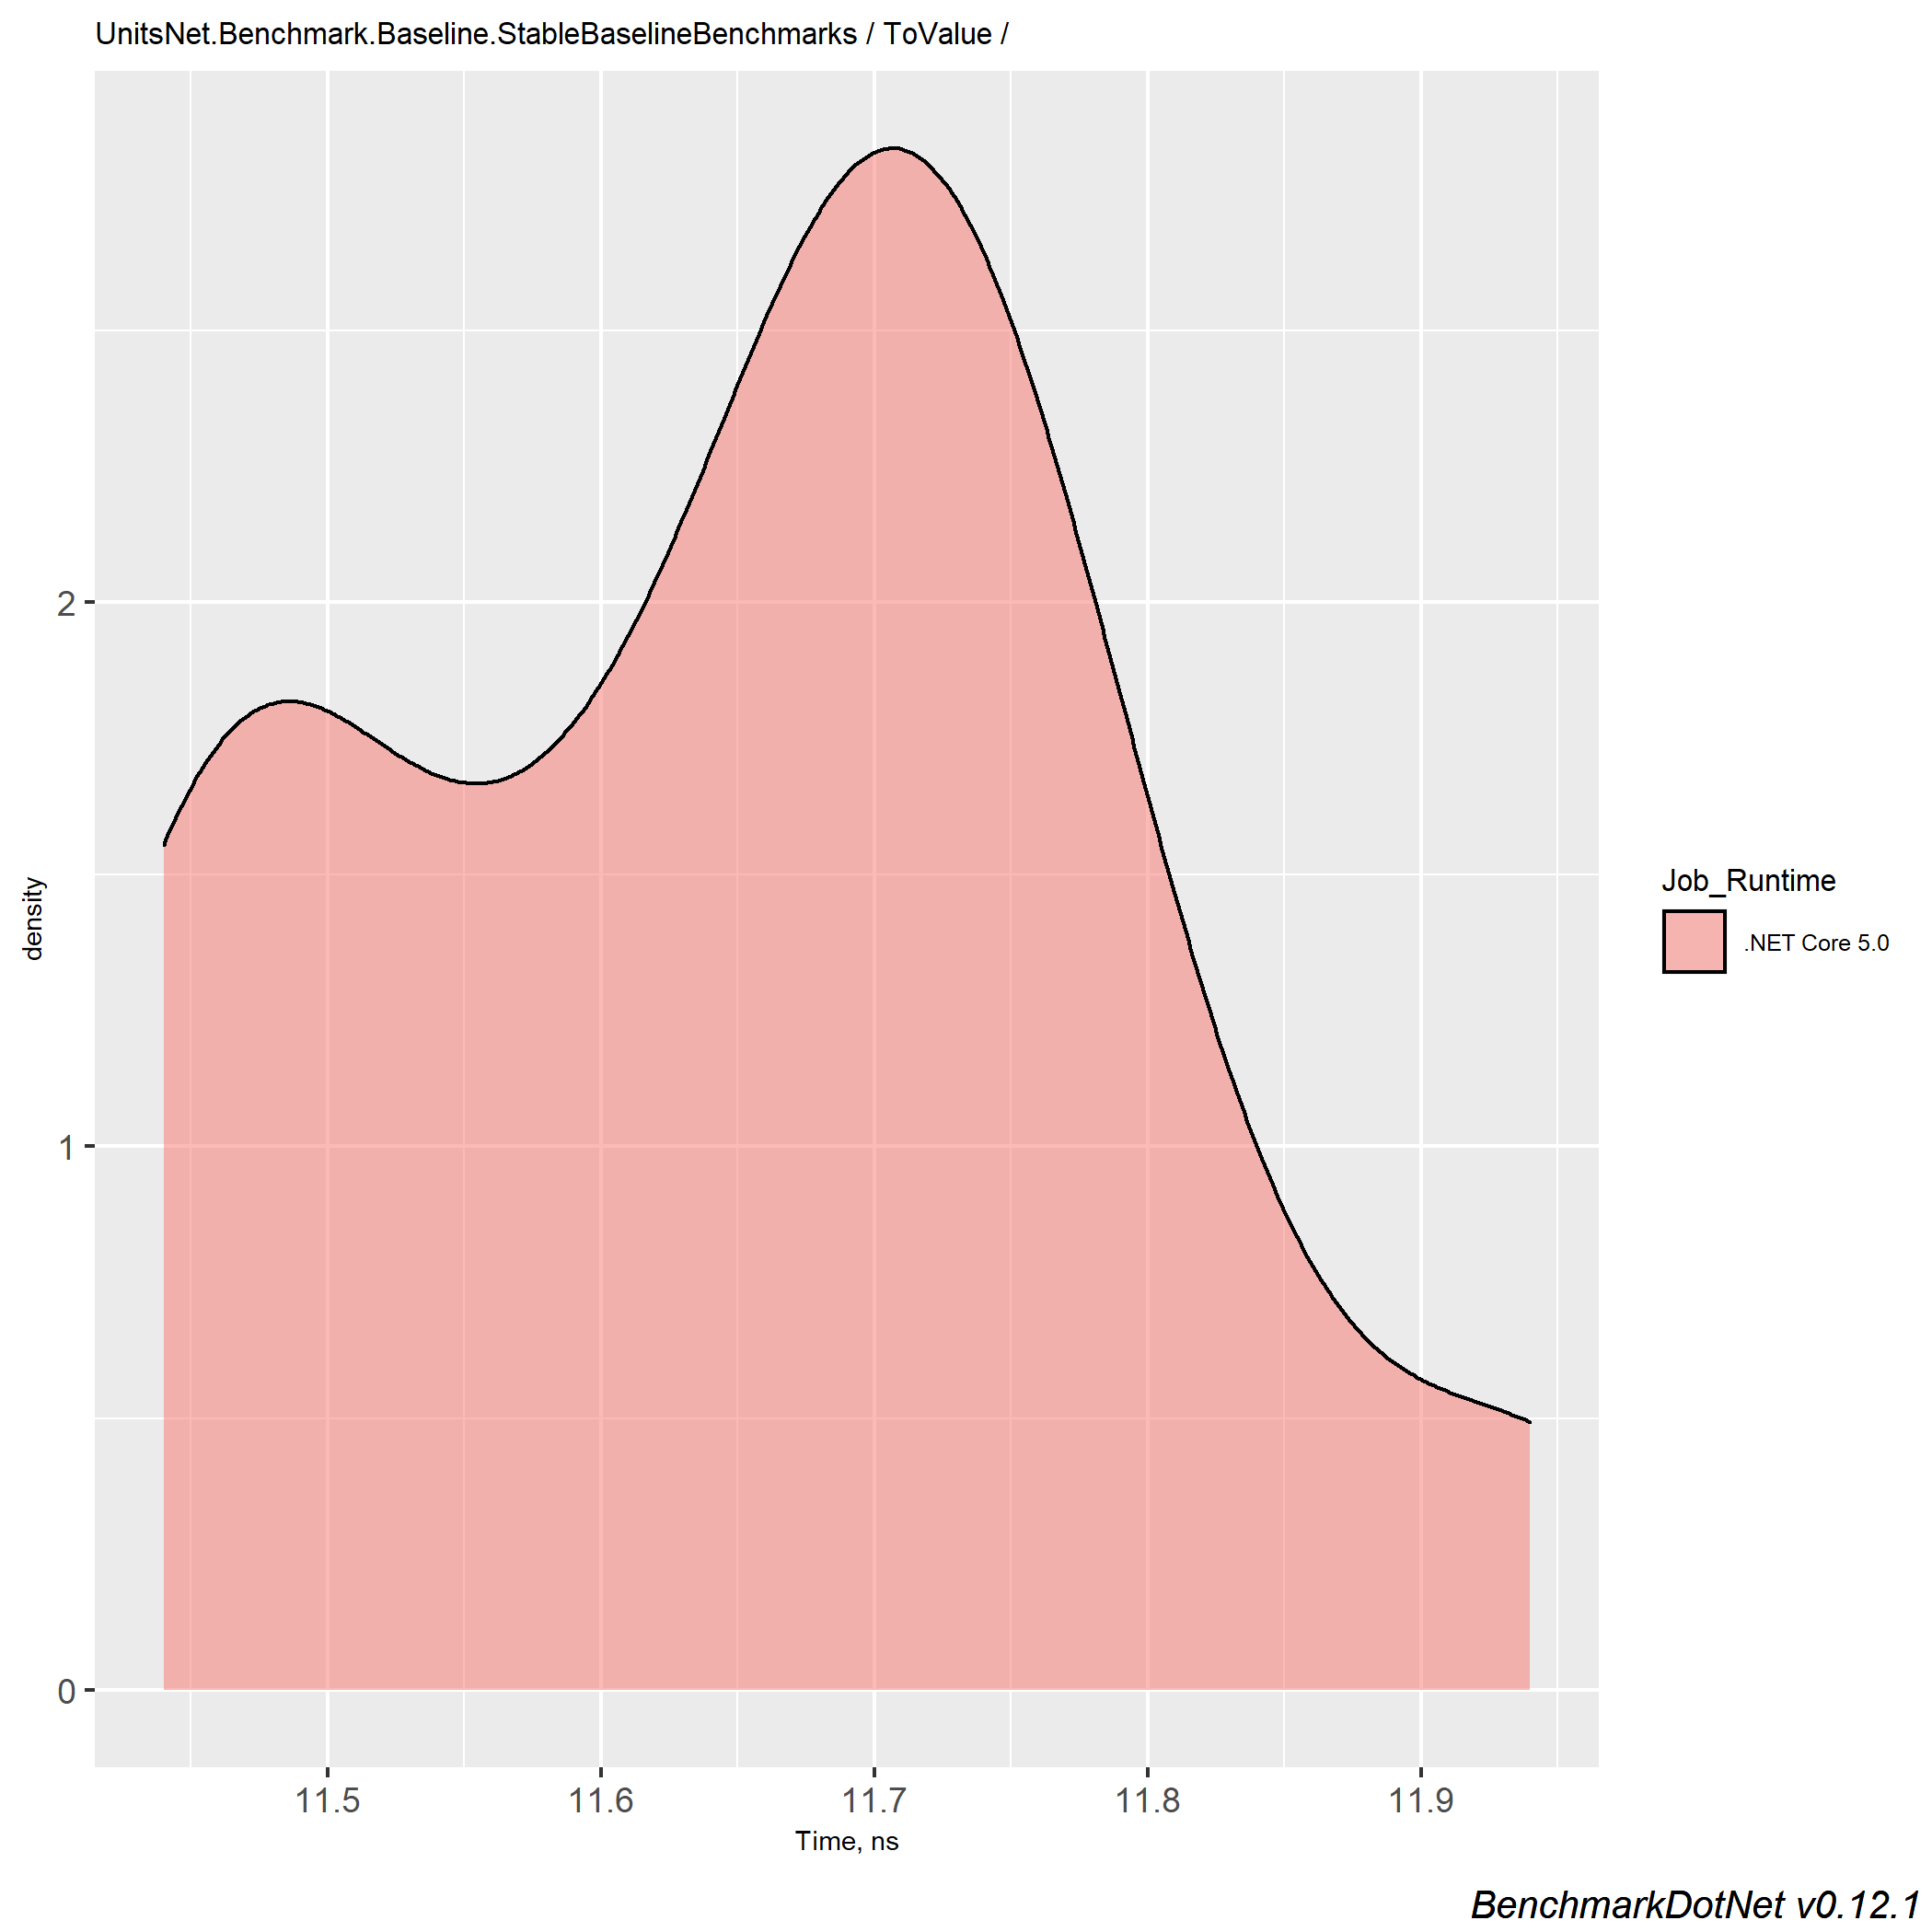 UnitsNet.Benchmark.Baseline.StableBaselineBenchmarks / ToValue /
density
2
1
0
11.5 11.6 11.7 11.8 11.9
Time, ns
Job_Runtime
.NET Core 5.0
BenchmarkDotNet v0.12.1